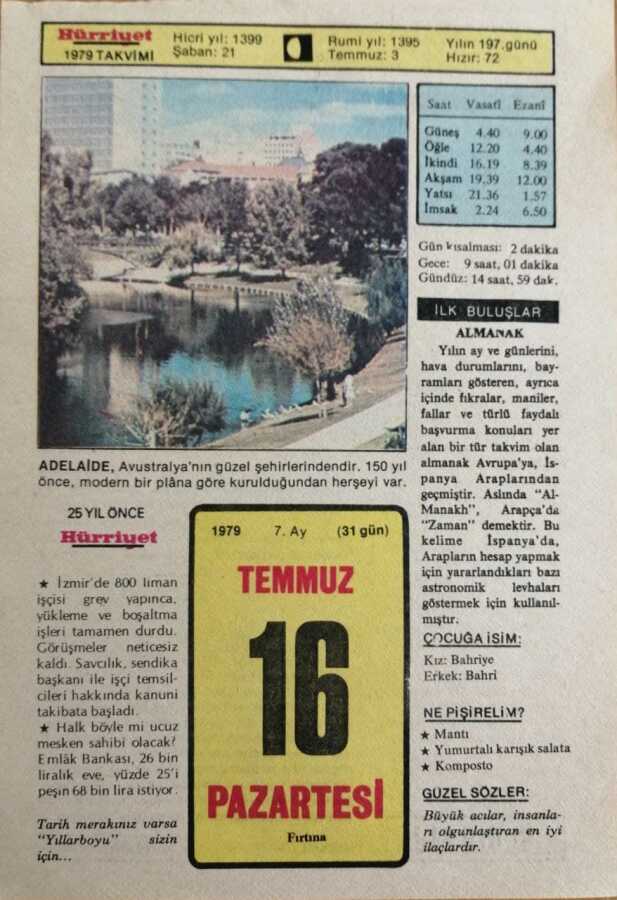 Hürriyet
1979 TAKVİMİ
Hicri yıl: 1399
Şaban: 21
Rumi yıl: 1395
Temmuz: 3
Yılın 197.günü
Hızır: 72
Saat Vasatî Ezanî
Güneş 4.40 9.00
Öğle 12.20 4.40
İkindi 16.19 8.39
Akşam 19.39 12.00
Yatsı 21.36 1.57
İmsak 2.24 6.50
Gün kısalması: 2 dakika
Gece: 9 saat, 01 dakika
Gündüz: 14 saat, 59 dak.
İLK BULUŞLAR
ALMANAK
Yılın ay ve günlerini,
hava durumlarını, bay-
ramları gösteren, ayrıca
içinde fıkralar, maniler,
fallar ve türlü faydalı
başvurma konuları yer
alan bir tür takvim olan
almanak Avrupa'ya, İs-
panya Araplarından
geçmiştir. Aslında "Al-
Manakh", Arapça'da
"Zaman" demektir. Bu
kelime İspanya'da,
Arapların hesap yapmak
için yararlandıkları bazı
astronomik levhaları
göstermek için kullanıl-
mıştır.
ÇOCUĞA İSİM:
Kız: Bahriye
Erkek: Bahri
NE PİŞİRELİM?
★ Mantı
★ Yumurtalı karışık salata
★ Komposto
GÜZEL SÖZLER:
Büyük acılar, insanla-
rı olgunlaştıran en iyi
ilaçlardır.
ADELAİDE, Avustralya'nın güzel şehirlerindendir. 150 yıl
önce, modern bir plâna göre kurulduğundan herşeyi var.
25 YIL ÖNCE
Hürriyet
★ İzmir'de 800 liman
işçisi grev yapınca,
yükleme ve boşaltma
işleri tamamen durdu.
Görüşmeler neticesiz
kaldı. Savcılık, sendika
başkanı ile işçi temsil-
cileri hakkında kanuni
takibata başladı.
★ Halk böyle mi ucuz
mesken sahibi olacak?
Emlâk Bankası, 26 bin
liralık eve, yüzde 25'i
peşin 68 bin lira istiyor.
Tarih merakınız varsa
"Yıllarboyu" sizin
için...
1979 7. Ay (31 gün)
TEMMUZ
16
PAZARTESİ
Fırtına